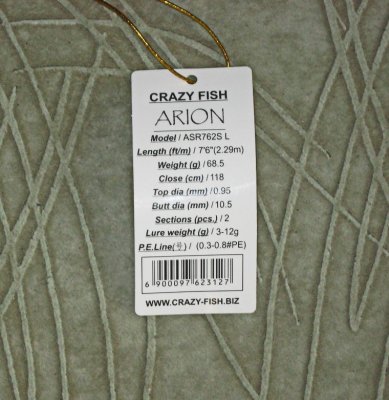 CRAZY FISH
ARION
Model / ASR762S L
Length (ft/m) / 7'6"(2.29m)
Weight (g) / 68.5
Close (cm) / 118
Top dia (mm) / 0.95
Butt dia (mm) / 10.5
Sections (pcs.) / 2
Lure weight (g) / 3-12g
P.E.Line(号) / (0.3-0.8#PE)
6 900097 623127
WWW.CRAZY-FISH.BIZ